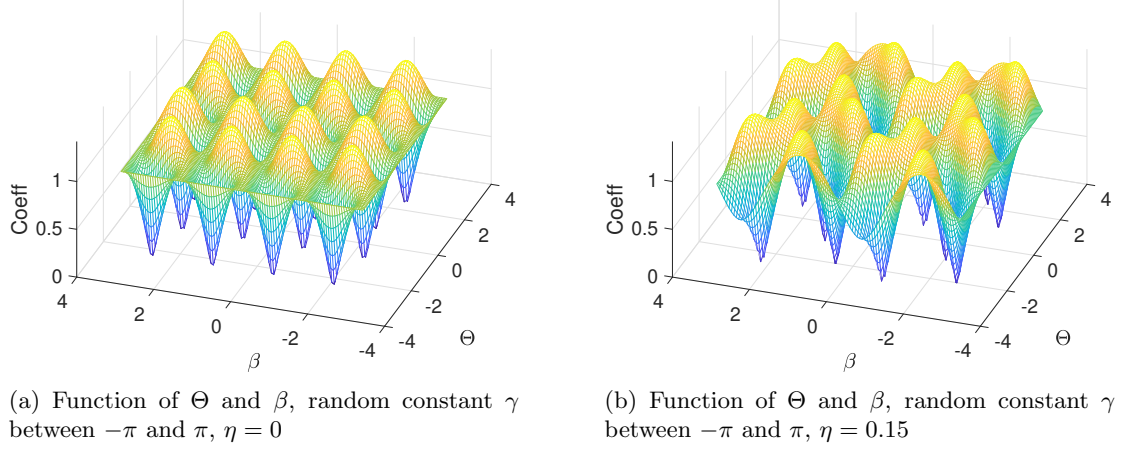 Coeff
1
0.5
0
4
2
0
-2
-4
β
-4
-2
0
2
4
Θ
Coeff
1
0.5
0
4
2
0
-2
-4
β
-4
-2
0
2
4
Θ
(a) Function of Θ and β, random constant γ
between −π and π, η = 0
(b) Function of Θ and β, random constant γ
between −π and π, η = 0.15